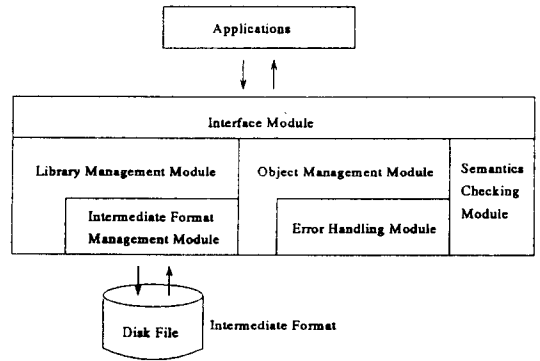 Applications
Interface Module
Library Management Module
Object Management Module
Semantics
Checking
Module
Intermediate Format
Management Module
Error Handling Module
Disk File
Intermediate Format